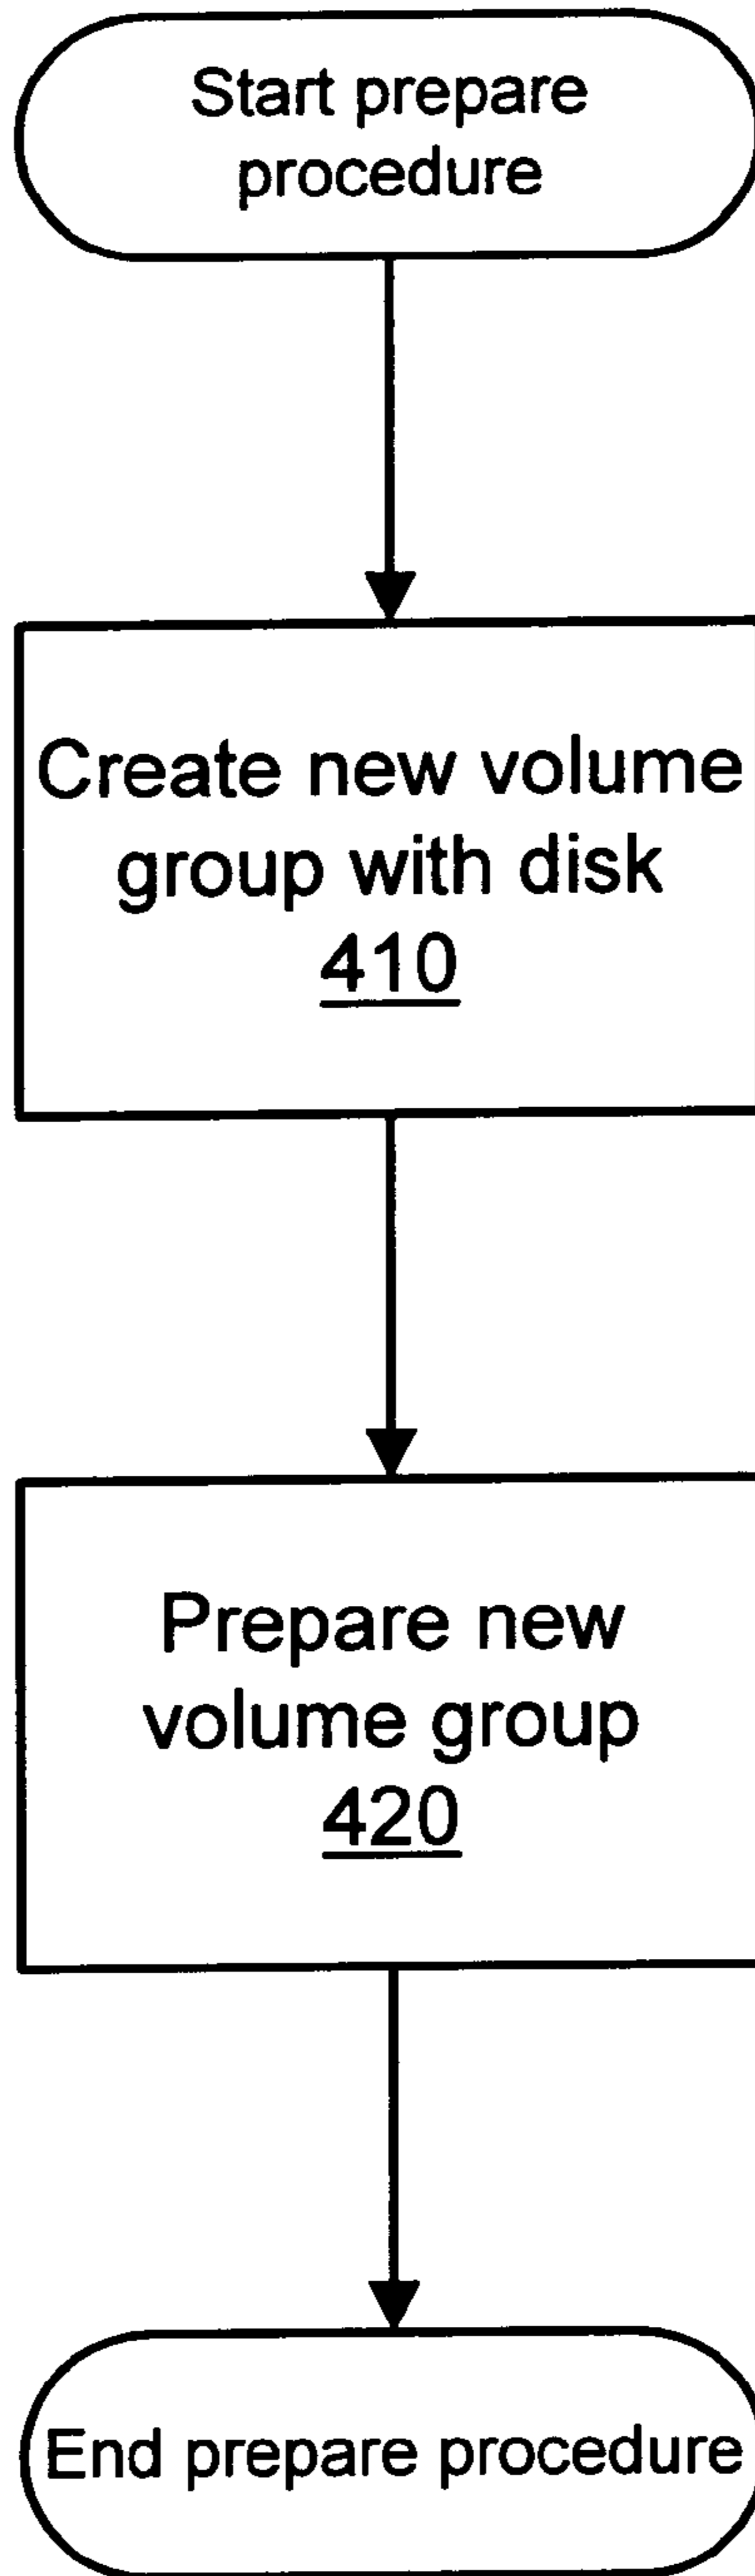 Start prepare
procedure
Create new volume
group with disk
410
Prepare new
volume group
420
End prepare procedure